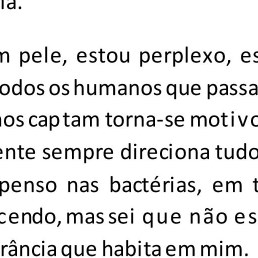 ia.
m pele, estou perplexo, es
odos os humanos que passa
nos captam torna-se motivo
ente sempre direciona tudo
penso nas bactérias, em t
cendo, mas sei que não es
rância que habita em mim.